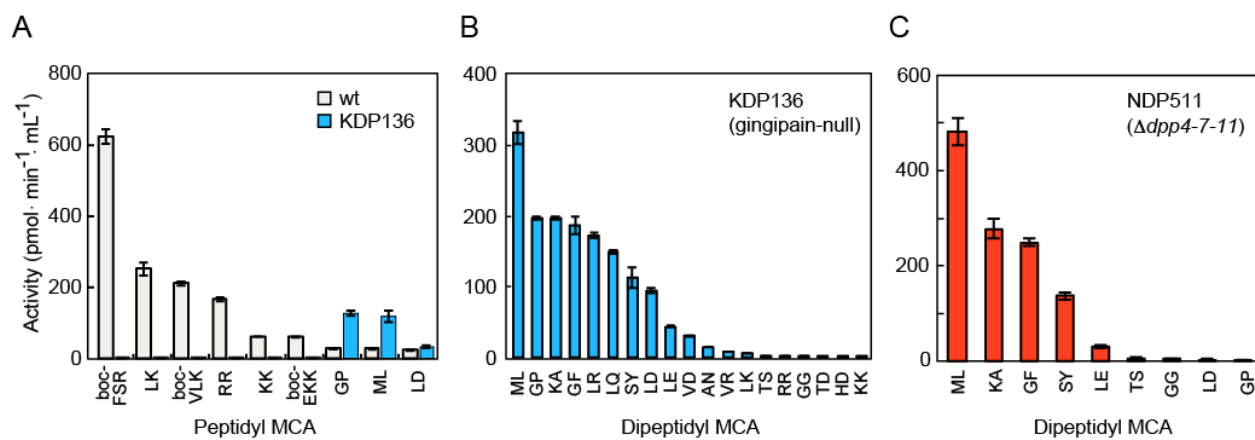 A
Activity (pmol· min⁻¹· mL⁻¹)
800
600
400
200
0
wt
KDP136
boc-FSR
LK
boc-VLK
RR
KK
boc-EKK
GP
ML
LD
Peptidyl MCA
B
400
300
200
100
0
KDP136
(gingipain-null)
ML
GP
KA
GF
LR
LQ
SY
LD
LE
VD
AN
VR
LK
TS
RR
GG
TD
HD
KK
Dipeptidyl MCA
C
600
400
200
0
NDP511
(Δdpp4-7-11)
ML
KA
GF
SY
LE
TS
GG
LD
GP
Dipeptidyl MCA